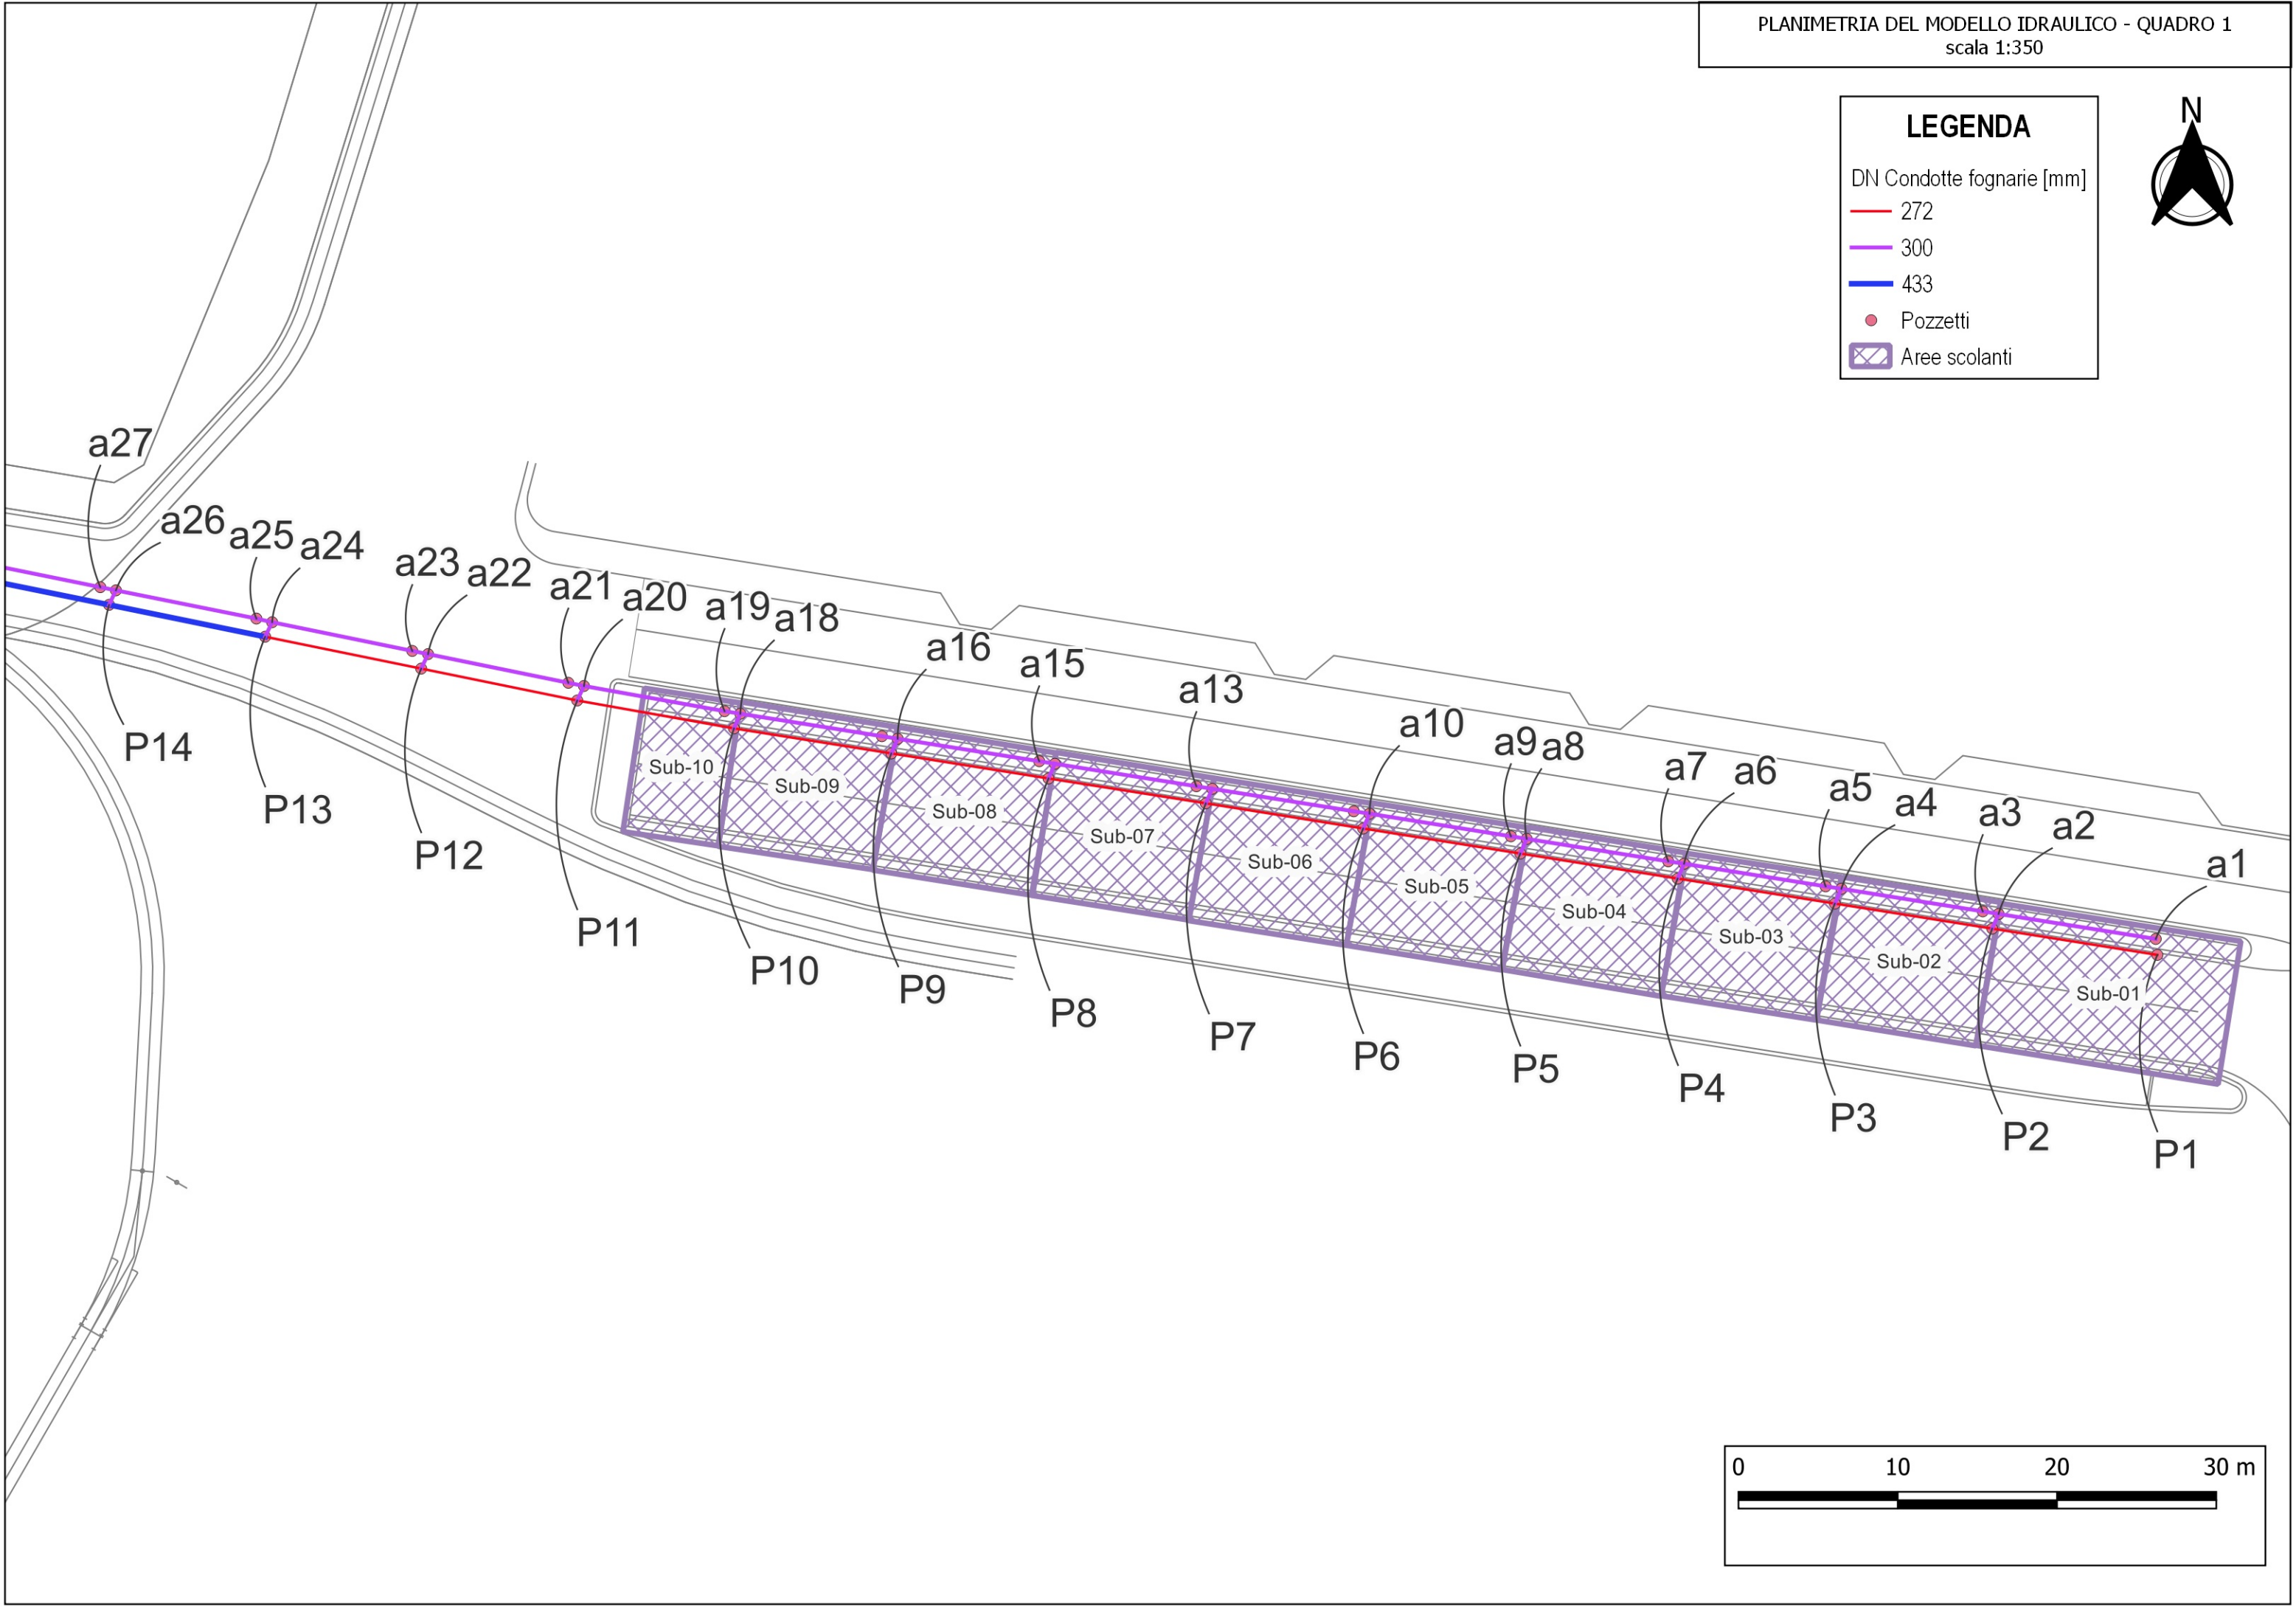 PLANIMETRIA DEL MODELLO IDRAULICO - QUADRO 1
scala 1:350
LEGENDA
DN Condotte fognarie [mm]
272
300
433
Pozzetti
Aree scolanti
N
a27
a26
a25
a24
a23
a22
a21
a20
a19
a18
a16
a15
a13
a10
a9
a8
a7
a6
a5
a4
a3
a2
a1
Sub-10
Sub-09
Sub-08
Sub-07
Sub-06
Sub-05
Sub-04
Sub-03
Sub-02
Sub-01
P14
P13
P12
P11
P10
P9
P8
P7
P6
P5
P4
P3
P2
P1
0 10 20 30 m